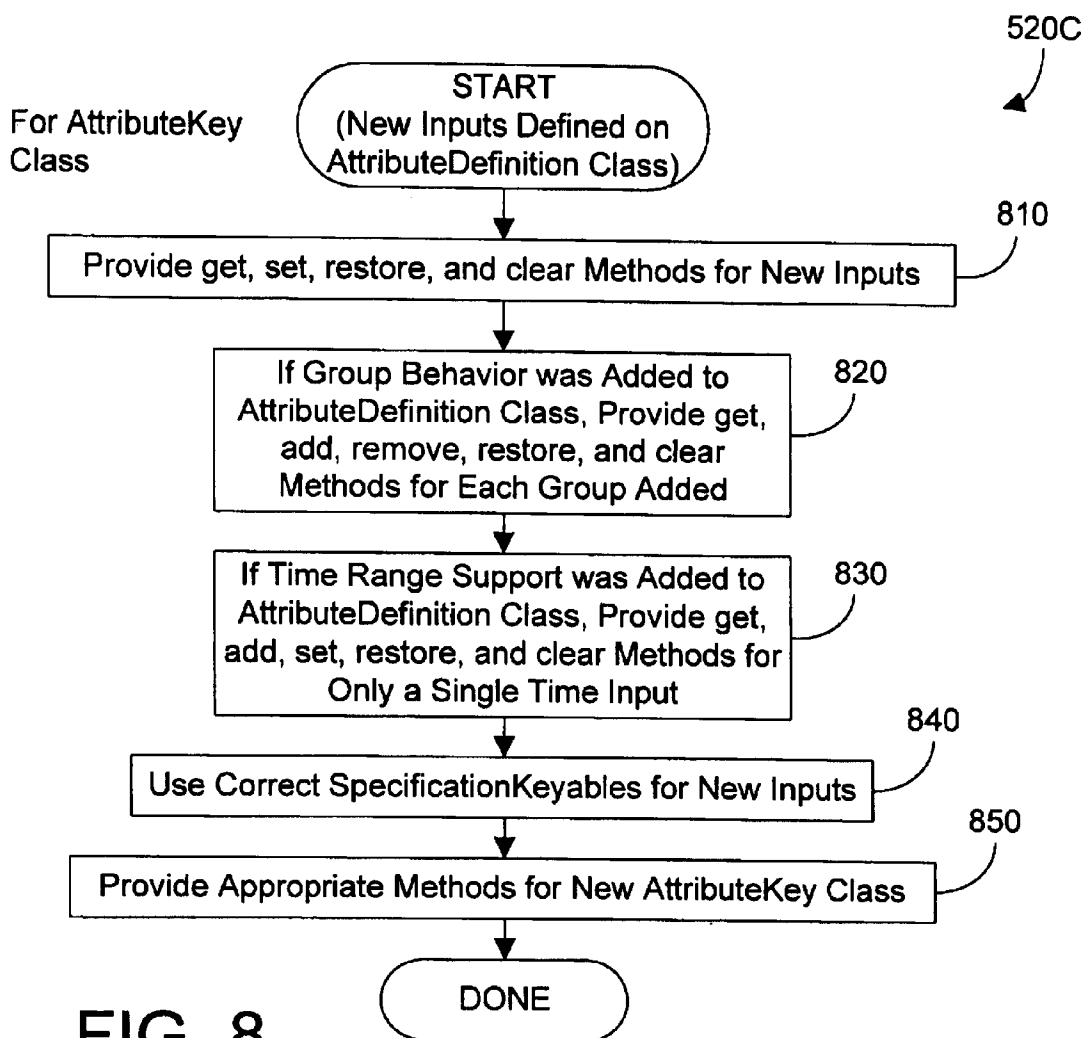 520C
For AttributeKey
Class
START
(New Inputs Defined on
AttributeDefinition Class)
810
Provide get, set, restore, and clear Methods for New Inputs
820
If Group Behavior was Added to
AttributeDefinition Class, Provide get,
add, remove, restore, and clear
Methods for Each Group Added
830
If Time Range Support was Added to
AttributeDefinition Class, Provide get,
add, set, restore, and clear Methods for
Only a Single Time Input
840
Use Correct SpecificationKeyables for New Inputs
850
Provide Appropriate Methods for New AttributeKey Class
DONE
FIG. 8